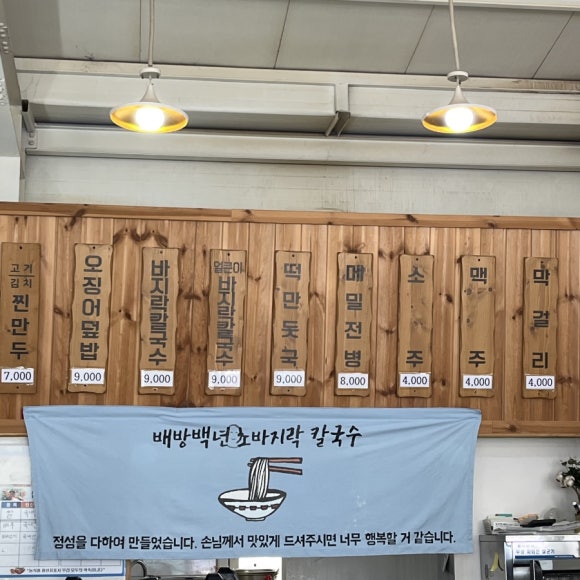 고기
김치
찐만두
7,000
오징어덮밥
9,000
바지락칼국수
9,000
얼큰이
바지락칼국수
9,000
떡만둣국
9,000
메밀전병
8,000
소주
4,000
맥주
4,000
막걸리
4,000
배방백년 초바지락 칼국수
정성을 다하여 만들었습니다. 손님께서 맛있게 드셔주시면 너무 행복할 거 같습니다.